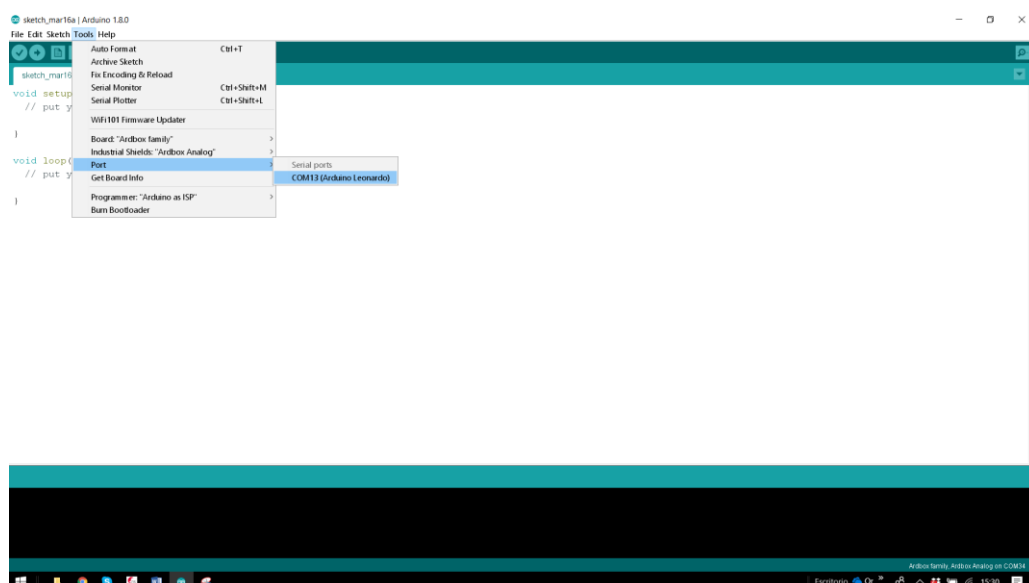 sketch_mar16a | Arduino 1.8.0
File Edit Sketch Tools Help
sketch_mar16
Auto Format Ctrl+T
Archive Sketch
Fix Encoding & Reload
Serial Monitor Ctrl+Shift+M
Serial Plotter Ctrl+Shift+L
WiFi101 Firmware Updater
Board: "Ardbox family"
Industrial Shields: "Ardbox Analog"
Port
Get Board Info
Programmer: "Arduino as ISP"
Burn Bootloader
Serial ports
COM13 (Arduino Leonardo)
void setup
// put y
}
void loop(
// put y
}
Ardbox family, Ardbox Analog on COM34
Escritorio
15:30